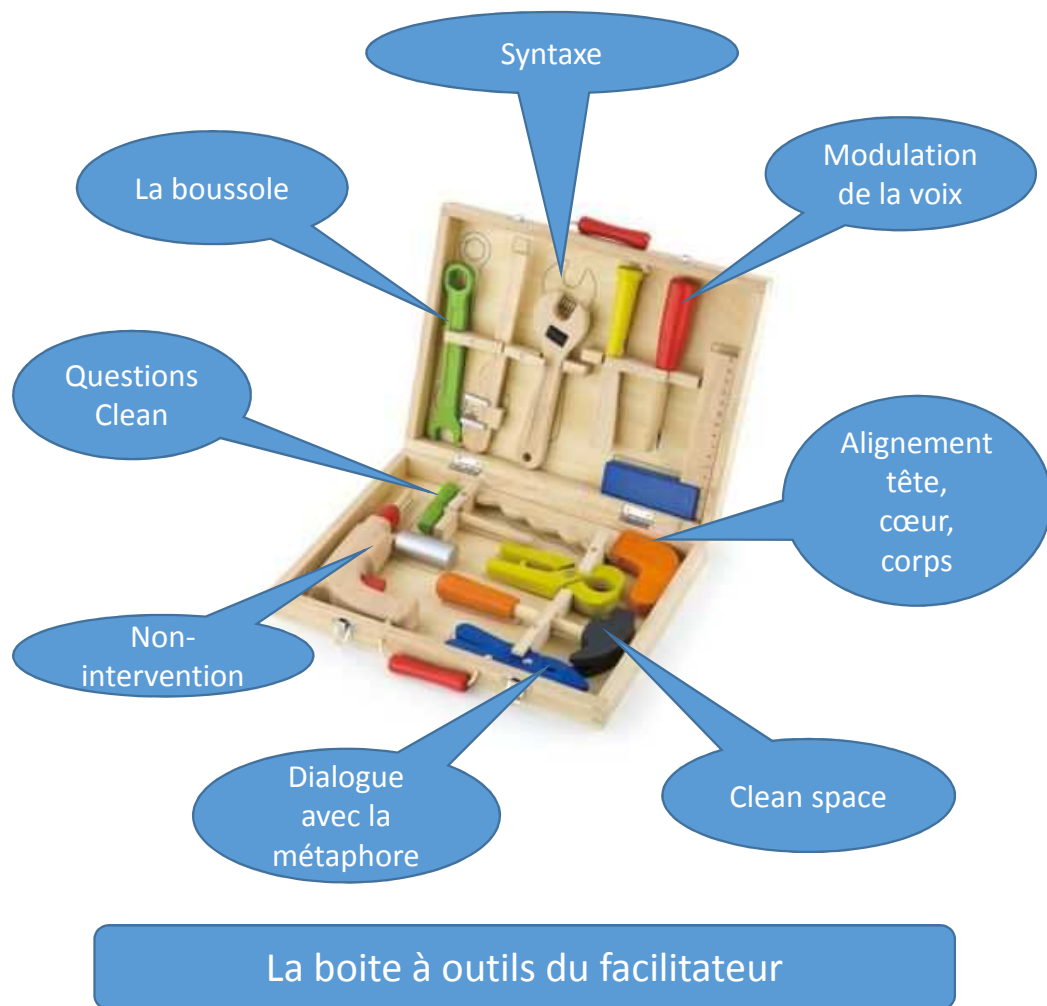 Syntaxe
La boussole
Modulation
de la voix
Questions
Clean
Alignement
tête,
cœur,
corps
Non-
intervention
Dialogue
avec la
métaphore
Clean space
La boite à outils du facilitateur